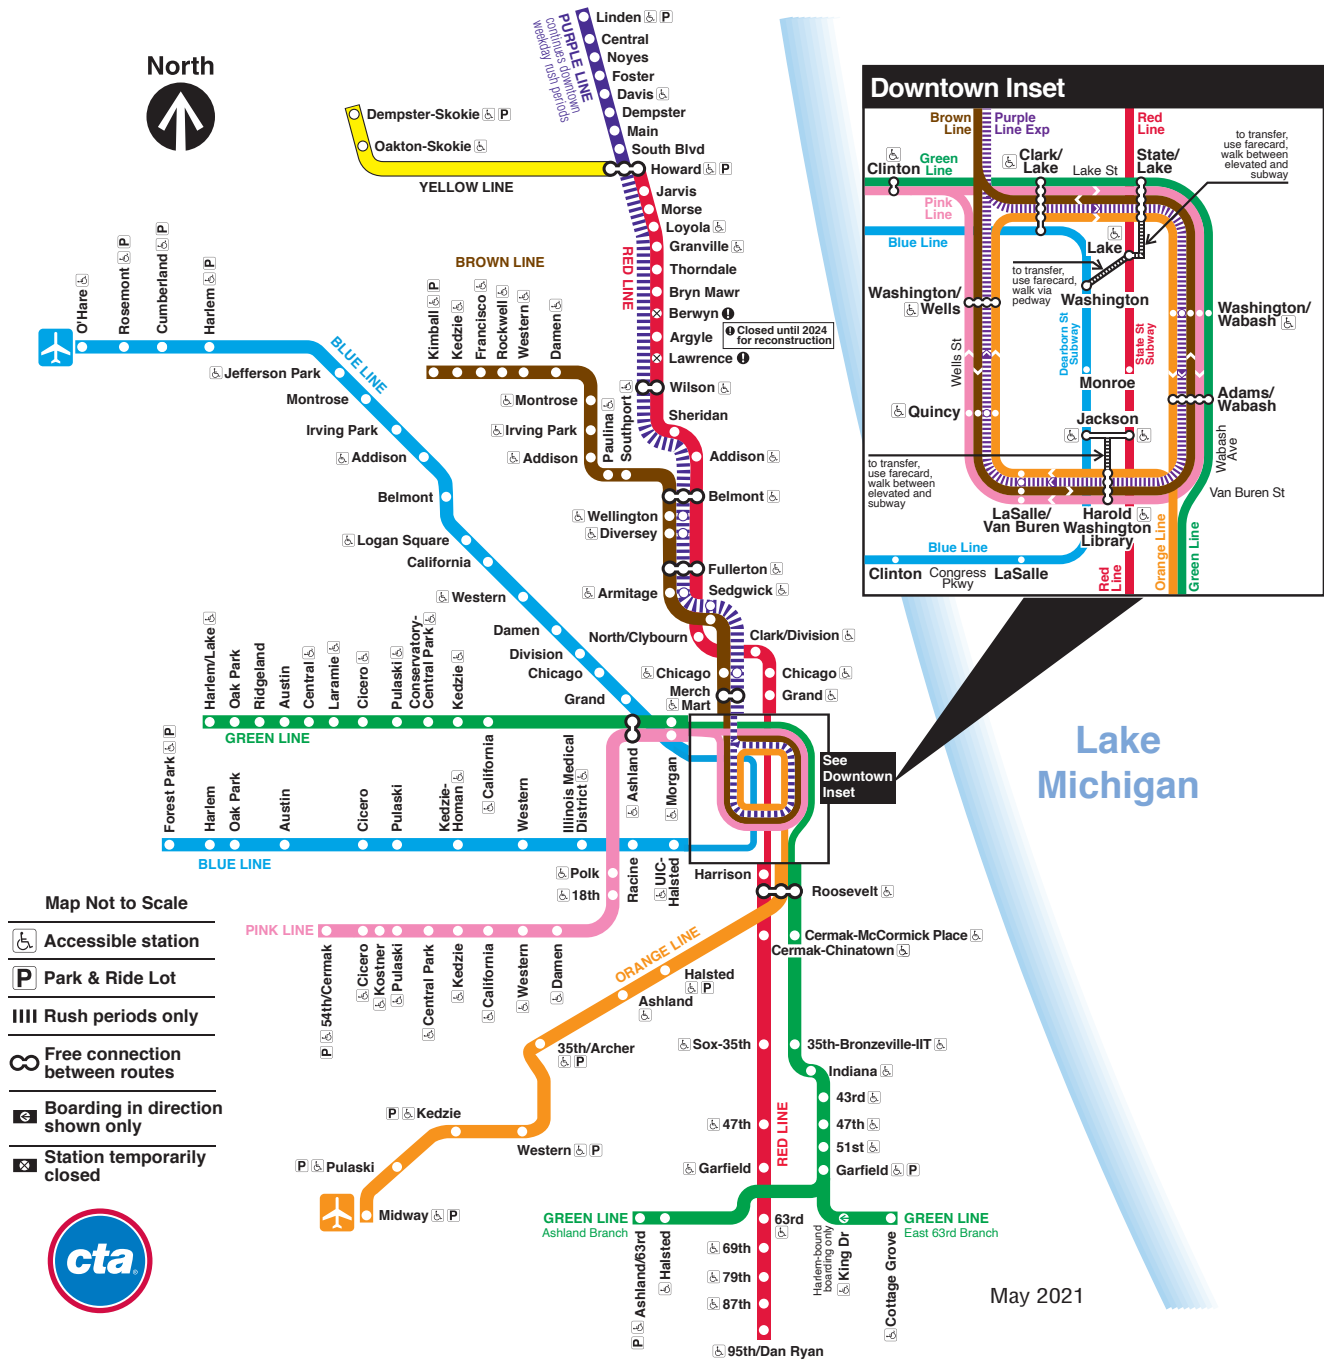 North
Linden P
Central
Noyes
Foster
Davis
Dempster
Main
South Blvd
Howard P
PURPLE LINE
continues downtown
weekday rush periods
Dempster-Skokie P
Oakton-Skokie
YELLOW LINE
Jarvis
Morse
Loyola
Granville
Thorndale
Bryn Mawr
Berwyn !
Argyle
Lawrence !
! Closed until 2024
for reconstruction
Wilson
Sheridan
Addison
Belmont
Fullerton
RED LINE
BROWN LINE
Kimball P
Kedzie
Francisco
Rockwell
Western
Damen
Montrose
Irving Park
Addison
Paulina
Southport
Wellington
Diversey
Armitage
Sedgwick
North/Clybourn
Clark/Division
Chicago
Chicago
Merch
Mart
Grand
O'Hare
Rosemont P
Cumberland P
Harlem P
BLUE LINE
Jefferson Park
Montrose
Irving Park
Addison
Belmont
Logan Square
California
Western
Damen
Division
Chicago
Grand
Harlem/Lake
Oak Park
Ridgeland
Austin
Central
Laramie
Cicero
Pulaski
Conservatory-
Central Park
Kedzie
California
Ashland
Morgan
GREEN LINE
Forest Park P
Harlem
Oak Park
Austin
Cicero
Pulaski
Kedzie-
Homan
Western
Illinois Medical
District
Racine
UIC-
Halsted
BLUE LINE
Polk
18th
PINK LINE
P 54th/Cermak
Cicero
Kostner
Pulaski
Central Park
Kedzie
California
Western
Damen
See
Downtown
Inset
Harrison
Roosevelt
Cermak-McCormick Place
Cermak-Chinatown
ORANGE LINE
Halsted
P
Ashland
35th/Archer
P
P Kedzie
Western P
P Pulaski
Midway P
Sox-35th
47th
Garfield
RED LINE
63rd
69th
79th
87th
95th/Dan Ryan
35th-Bronzeville-IIT
Indiana
43rd
47th
51st
Garfield P
GREEN LINE
Ashland Branch
P Ashland/63rd
Halsted
Harlem-bound
boarding only
King Dr
Cottage Grove
GREEN LINE
East 63rd Branch
Lake
Michigan
May 2021
Downtown Inset
Brown
Line
Purple
Line Exp
Red
Line
to transfer,
use farecard,
walk between
elevated and
subway
Clinton
Green
Line
Clark/
Lake
Lake St
State/
Lake
Pink
Line
Blue Line
Lake
to transfer,
use farecard,
walk via
pedway
Washington
Washington/
Wells
Washington/
Wabash
Wells St
Dearborn St
Subway
State St
Subway
Monroe
Quincy
Jackson
Adams/
Wabash
Wabash
Ave
to transfer,
use farecard,
walk between
elevated and
subway
Van Buren St
LaSalle/
Van Buren
Harold
Washington
Library
Blue Line
Clinton
Congress
Pkwy
LaSalle
Red
Line
Orange Line
Green Line
Map Not to Scale
Accessible station
P Park & Ride Lot
Rush periods only
Free connection
between routes
Boarding in direction
shown only
Station temporarily
closed
cta